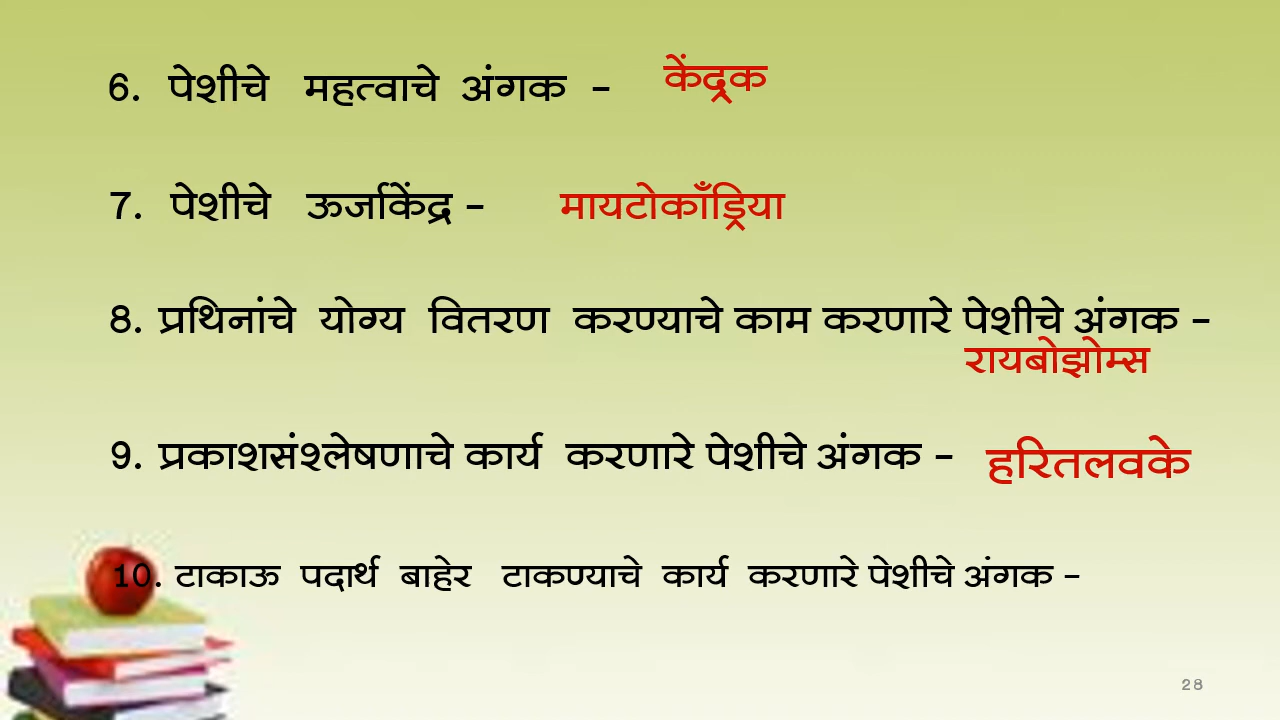 6. पेशीचे महत्वाचे अंगक - केंद्रक
7. पेशीचे ऊर्जाकेंद्र - मायटोकाँड्रिया
8. प्रथिनांचे योग्य वितरण करण्याचे काम करणारे पेशीचे अंगक -
रायबोझोम्स
9. प्रकाशसंश्लेषणाचे कार्य करणारे पेशीचे अंगक - हरितलवके
10. टाकाऊ पदार्थ बाहेर टाकण्याचे कार्य करणारे पेशीचे अंगक -
28